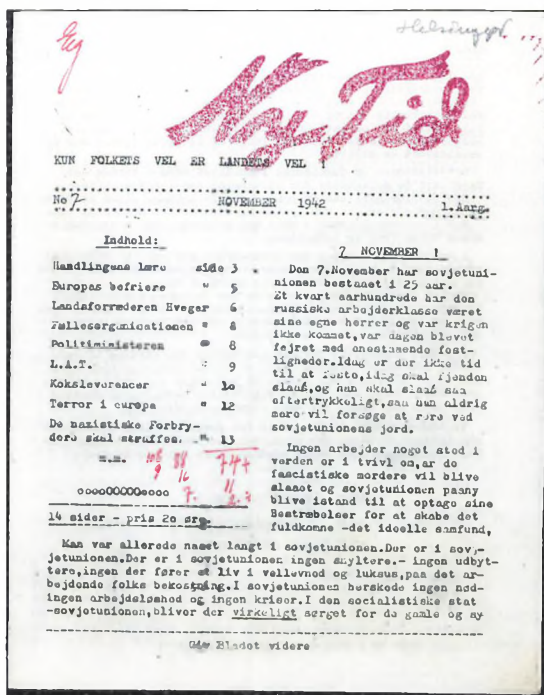 Eg
Helsingør
Ny Tid
KUN FOLKETS VEL ER LANDETS VEL !
No 7 NOVEMBER 1942 1.Aarg.
Indhold:
Handlingens lære side 3
Europas befriere " 5
Landsforræderen Hveger 6
Fællesorganisationen " 8
Politiministeren " 8
L.A.T. " 9
Koksleverancer " 10
Terror i europa " 12
De nazistiske Forbry-
dere skal straffes. " 13
oooo00000oooo
14 sider - pris 20 øre.
7 NOVEMBER !
Den 7.November har sovjetuni-
nionen bestaaet i 25 aar.
Et kvart aarhundrede har den
russiske arbejderklasse været
sine egne herrer og var krigen
ikke kommet,var dagen blevet
fejret med enestaaende fest-
ligheder.Idag er der ikke tid
til at feste,idag skal fjenden
slaaes,og han skal slaaes saa
eftertrykkeligt,saa hun aldrig
mere vil forsøge at røre ved
sovjetunionens jord.
Ingen arbejder noget sted i
verden er i tvivl om,at de
fascistiske mordere vil blive
slaaet og sovjetunionen paany
blive istand til at optage sine
Bestræbelser for at skabe det
fuldkomne -det ideelle samfund,
Man var allerede naaet langt i sovjetunionen.Der er i sov,-
jetunionen.Der er i sovjetunionen ingen snyltere.- ingen udbyt-
tere,ingen der fører et liv i vellevned og luksus,paa det ar-
bejdende folks bekostning.I sovjetunionen herskede ingen nød-
ingen arbejdsløshed og ingen kriser.I den socialistiske stat
-sovjetunionen,bliver der virkeligt sørget for de gamle og sy
Giv Bladet videre